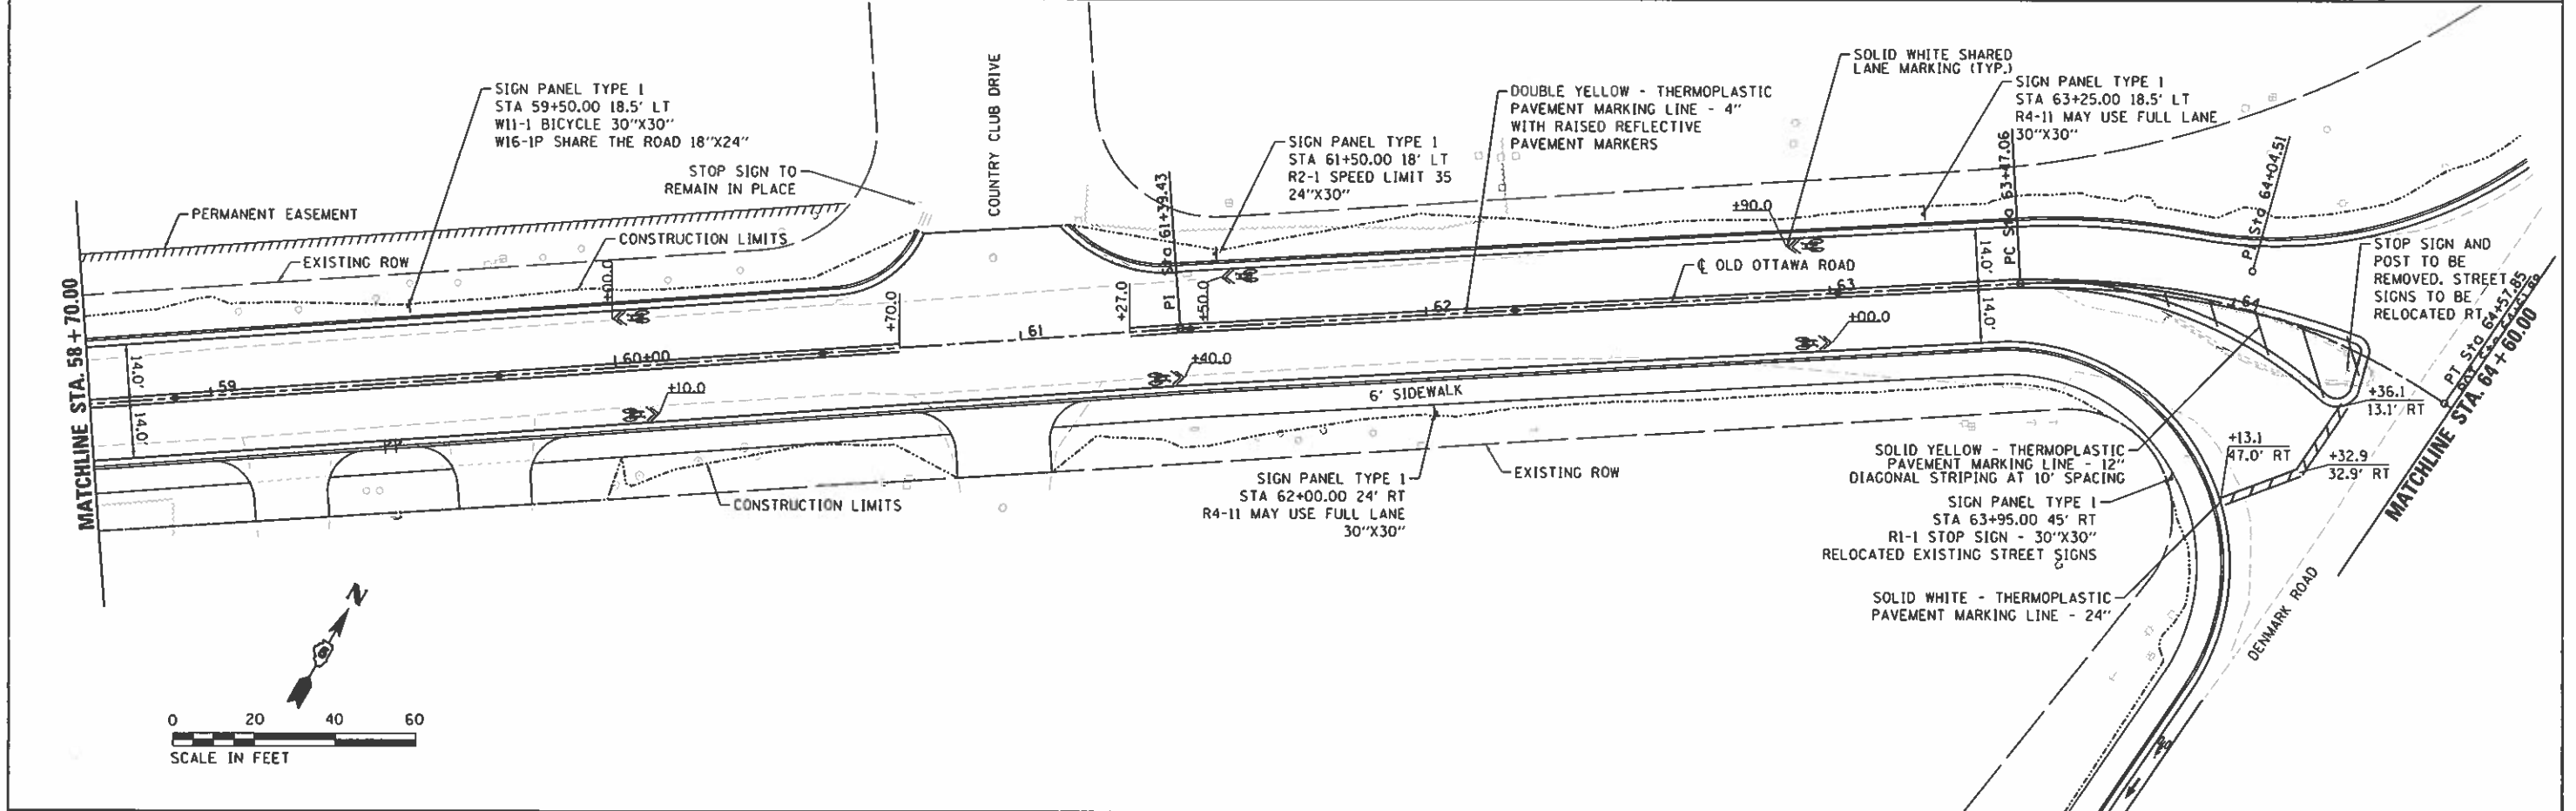 SIGN PANEL TYPE 1
STA 59+50.00 18.5' LT
W11-1 BICYCLE 30"X30"
W16-1P SHARE THE ROAD 18"X24"
STOP SIGN TO
REMAIN IN PLACE
PERMANENT EASEMENT
CONSTRUCTION LIMITS
EXISTING ROW
COUNTRY CLUB DRIVE
SIGN PANEL TYPE 1
STA 61+50.00 18' LT
R2-1 SPEED LIMIT 35
24"X30"
DOUBLE YELLOW - THERMOPLASTIC
PAVEMENT MARKING LINE - 4"
WITH RAISED REFLECTIVE
PAVEMENT MARKERS
SOLID WHITE SHARED
LANE MARKING (TYP.)
SIGN PANEL TYPE 1
STA 63+25.00 18.5' LT
R4-11 MAY USE FULL LANE
30"X30"
PI Sta 61+39.43
PC Sta 63+47.06
PI Sta 64+04.51
STOP SIGN AND
POST TO BE
REMOVED. STREET
SIGNS TO BE
RELOCATED RT
MATCHLINE STA. 58 + 70.00
14.0'
14.0'
59
+00.0
60+00
+10.0
+70.0
61
+27.0
+50.0
+40.0
62
℄ OLD OTTAWA ROAD
+90.0
63
+00.0
14.0'
14.0'
64
6' SIDEWALK
PT Sta 64+57.85
MATCHLINE STA. 64 + 60.00
+36.1
13.1' RT
+13.1
47.0' RT
+32.9
32.9' RT
CONSTRUCTION LIMITS
SIGN PANEL TYPE 1
STA 62+00.00 24' RT
R4-11 MAY USE FULL LANE
30"X30"
EXISTING ROW
SOLID YELLOW - THERMOPLASTIC
PAVEMENT MARKING LINE - 12"
DIAGONAL STRIPING AT 10' SPACING
SIGN PANEL TYPE 1
STA 63+95.00 45' RT
R1-1 STOP SIGN - 30"X30"
RELOCATED EXISTING STREET SIGNS
SOLID WHITE - THERMOPLASTIC
PAVEMENT MARKING LINE - 24"
DENMARK ROAD
N
0 20 40 60
SCALE IN FEET